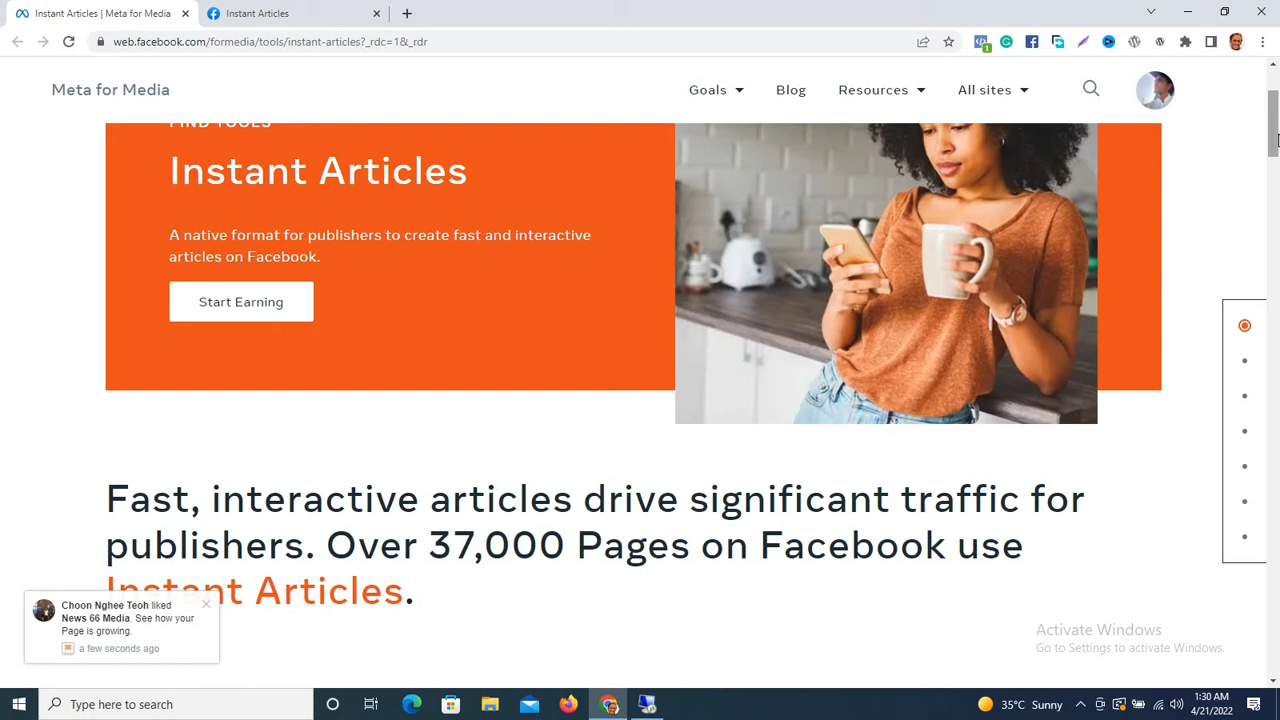 Instant Articles | Meta for Media
Instant Articles
web.facebook.com/formedia/tools/instant-articles?_rdc=1&_rdr
1
Meta for Media
Goals
Blog
Resources
All sites
FIND TOOLS
Instant Articles
A native format for publishers to create fast and interactive
articles on Facebook.
Start Earning
Fast, interactive articles drive significant traffic for
publishers. Over 37,000 Pages on Facebook use
Instant Articles.
Choon Nghee Teoh liked
News 66 Media. See how your
Page is growing.
a few seconds ago
Activate Windows
Go to Settings to activate Windows.
Type here to search
35°C Sunny
1:30 AM
4/21/2022